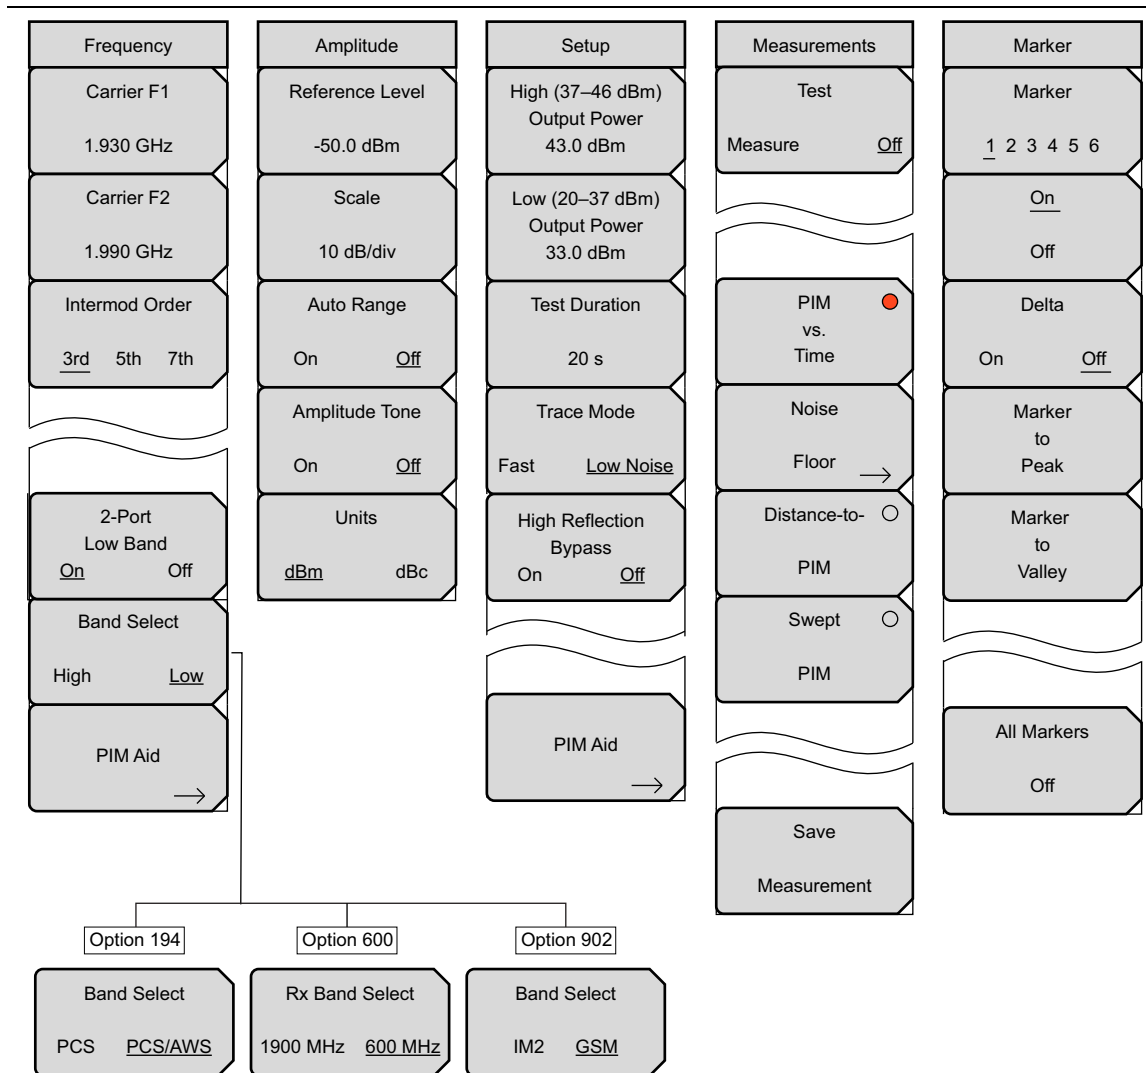 Frequency
Carrier F1
1.930 GHz
Carrier F2
1.990 GHz
Intermod Order
3rd 5th 7th
2-Port
Low Band
On Off
Band Select
High Low
PIM Aid
Amplitude
Reference Level
-50.0 dBm
Scale
10 dB/div
Auto Range
On Off
Amplitude Tone
On Off
Units
dBm dBc
Setup
High (37–46 dBm)
Output Power
43.0 dBm
Low (20–37 dBm)
Output Power
33.0 dBm
Test Duration
20 s
Trace Mode
Fast Low Noise
High Reflection
Bypass
On Off
PIM Aid
Measurements
Test
Measure Off
PIM
vs.
Time
Noise
Floor
Distance-to-
PIM
Swept
PIM
Save
Measurement
Marker
Marker
1 2 3 4 5 6
On
Off
Delta
On Off
Marker
to
Peak
Marker
to
Valley
All Markers
Off
Option 194
Band Select
PCS PCS/AWS
Option 600
Rx Band Select
1900 MHz 600 MHz
Option 902
Band Select
IM2 GSM